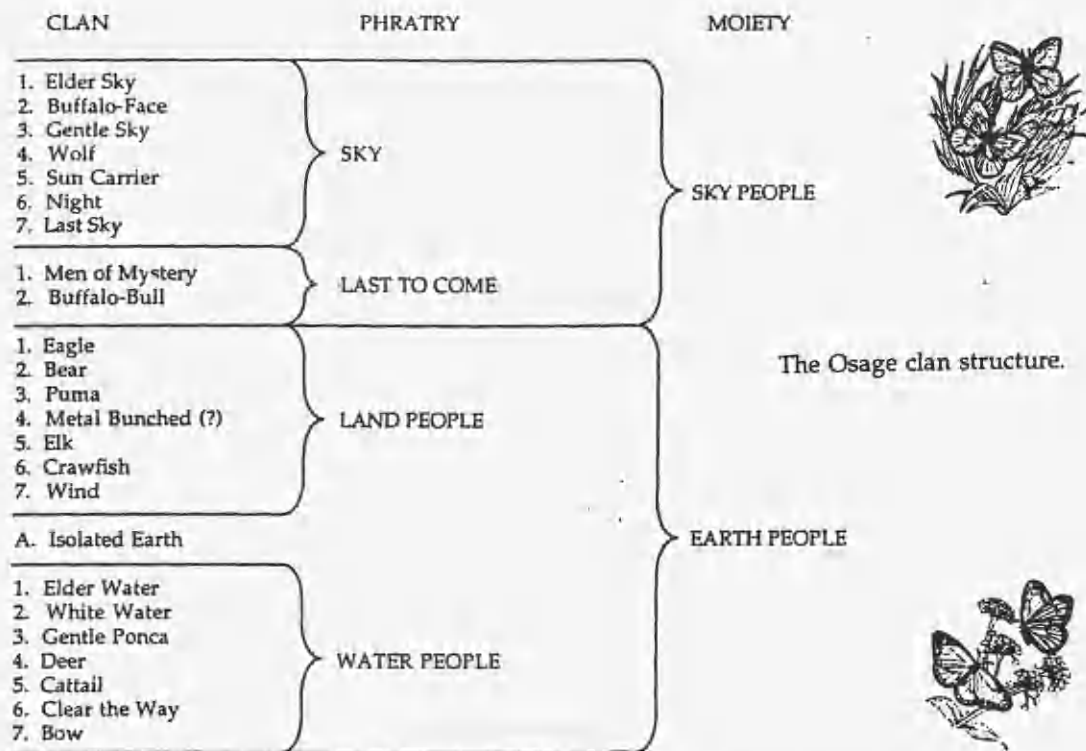 CLAN PHRATRY MOIETY
1. Elder Sky
2. Buffalo-Face
3. Gentle Sky
4. Wolf
5. Sun Carrier
6. Night
7. Last Sky
SKY
SKY PEOPLE
1. Men of Mystery
2. Buffalo-Bull
LAST TO COME
The Osage clan structure.
1. Eagle
2. Bear
3. Puma
4. Metal Bunched (?)
5. Elk
6. Crawfish
7. Wind
LAND PEOPLE
A. Isolated Earth
EARTH PEOPLE
1. Elder Water
2. White Water
3. Gentle Ponca
4. Deer
5. Cattail
6. Clear the Way
7. Bow
WATER PEOPLE